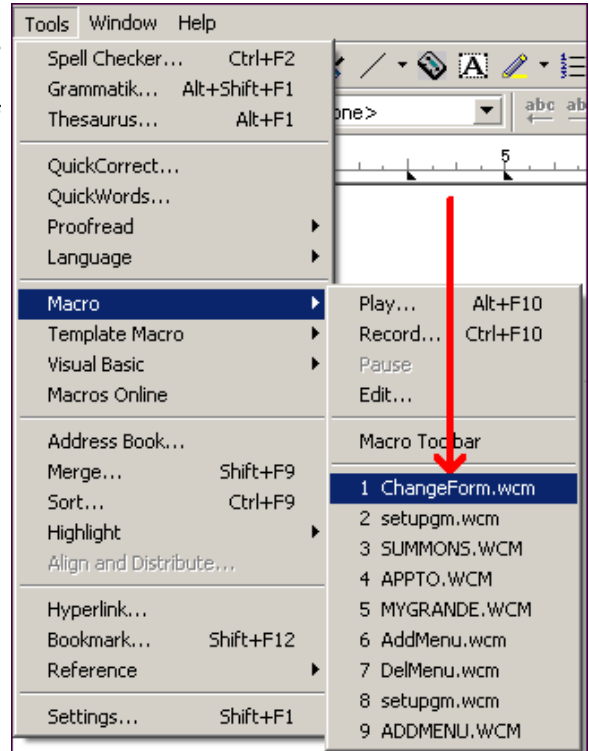 Tools Window Help
Spell Checker... Ctrl+F2
Grammatik... Alt+Shift+F1
Thesaurus... Alt+F1
QuickCorrect...
QuickWords...
Proofread
Language
Macro
Template Macro
Visual Basic
Macros Online
Address Book...
Merge... Shift+F9
Sort... Ctrl+F9
Highlight
Align and Distribute...
Hyperlink...
Bookmark... Shift+F12
Reference
Settings... Shift+F1
A
one>
abc ab
5
Play... Alt+F10
Record... Ctrl+F10
Pause
Edit...
Macro Toolbar
1 ChangeForm.wcm
2 setupgm.wcm
3 SUMMONS.WCM
4 APPTO.WCM
5 MYGRANDE.WCM
6 AddMenu.wcm
7 DelMenu.wcm
8 setupgm.wcm
9 ADDMENU.WCM